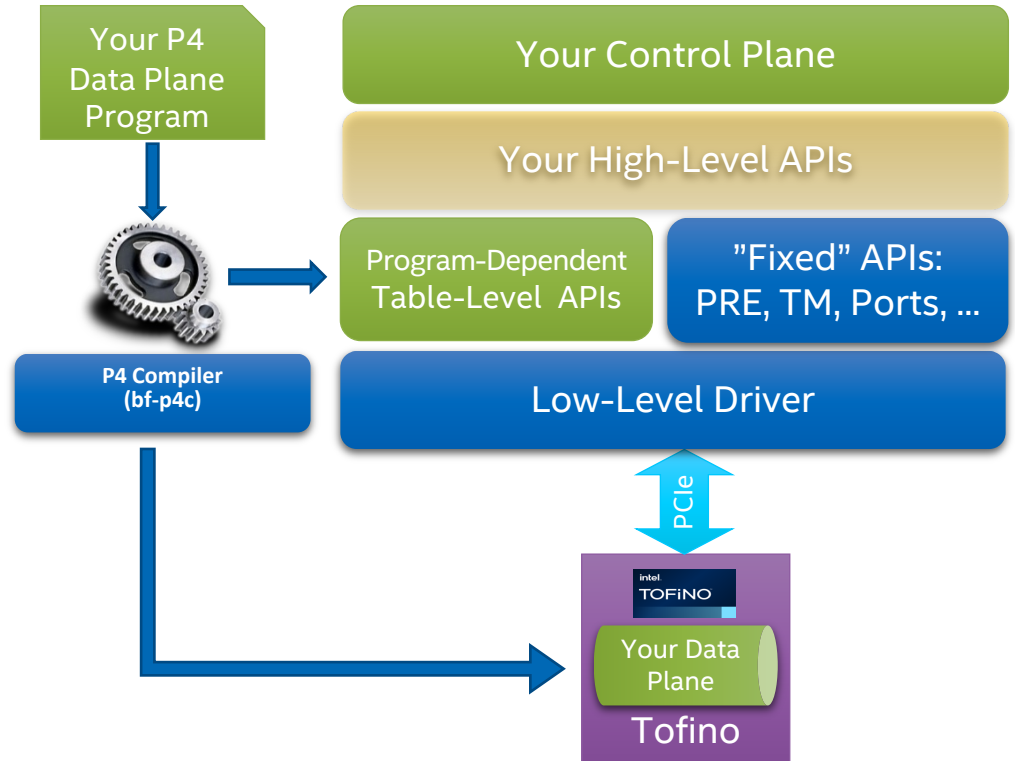 Your P4
Data Plane
Program
Your Control Plane
Your High-Level APIs
Program-Dependent
Table-Level APIs
”Fixed” APIs:
PRE, TM, Ports, ...
P4 Compiler
(bf-p4c)
Low-Level Driver
PCIe
intel.
TOFiNO
Your Data
Plane
Tofino